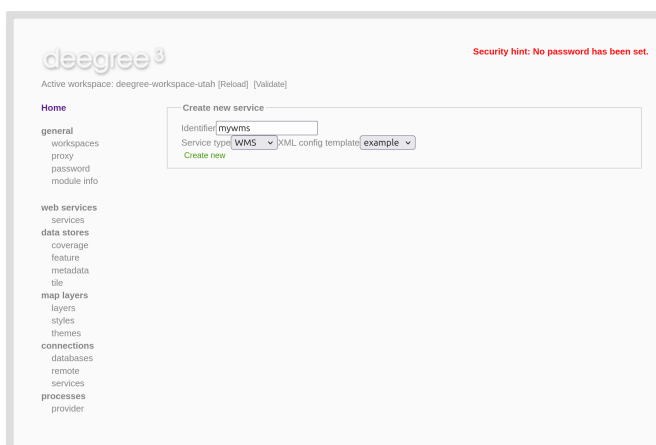 deegree 3
Security hint: No password has been set.
Active workspace: deegree-workspace-utah [Reload] [Validate]
Home
general
workspaces
proxy
password
module info
web services
services
data stores
coverage
feature
metadata
tile
map layers
layers
styles
themes
connections
databases
remote
services
processes
provider
Create new service
Identifier mywms
Service type WMS XML config template example
Create new